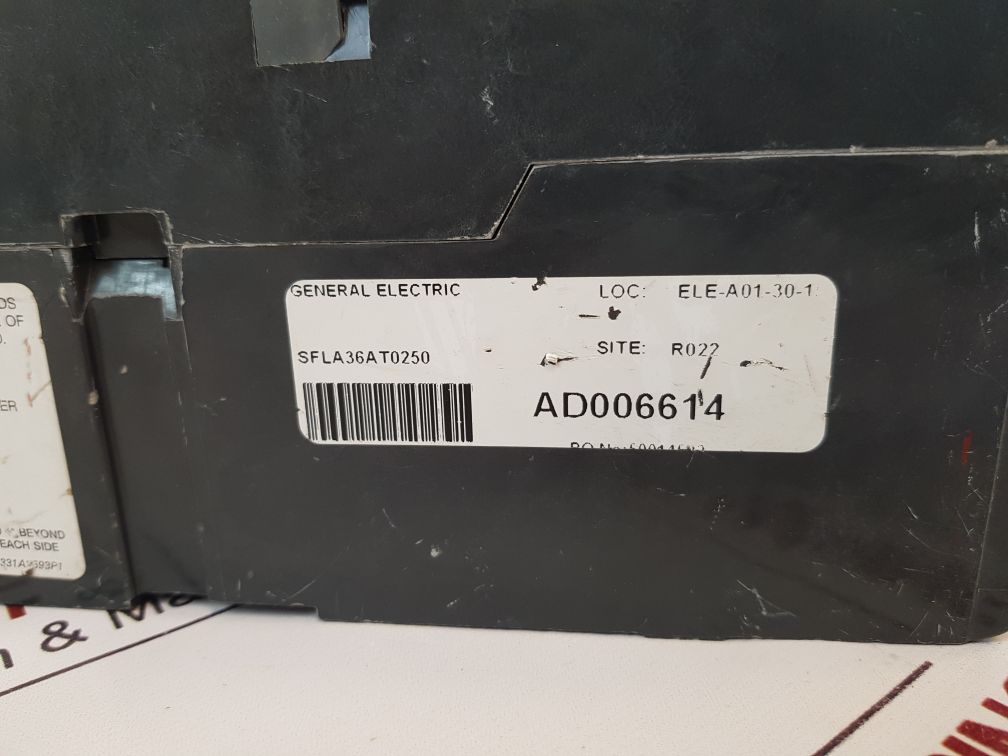 GENERAL ELECTRIC
LOC: ELE-A01-30-1
SFLA36AT0250
SITE: R022
AD006614
DS
OF
ER
BEYOND
EACH SIDE
& M